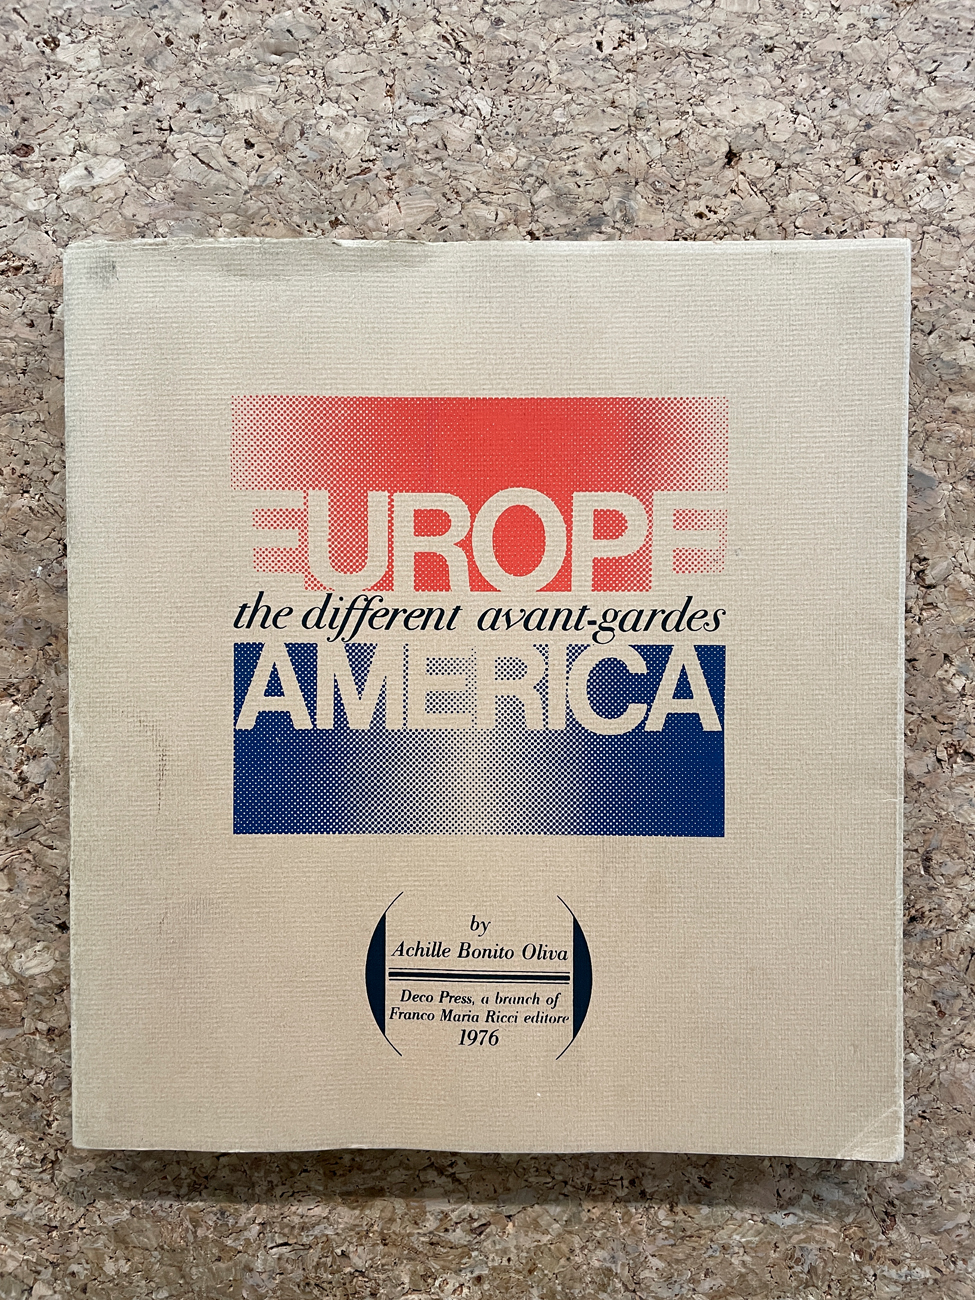 EUROPE
the different avant-gardes
AMERICA
by
Achille Bonito Oliva
Deco Press, a branch of
Franco Maria Ricci editore
1976